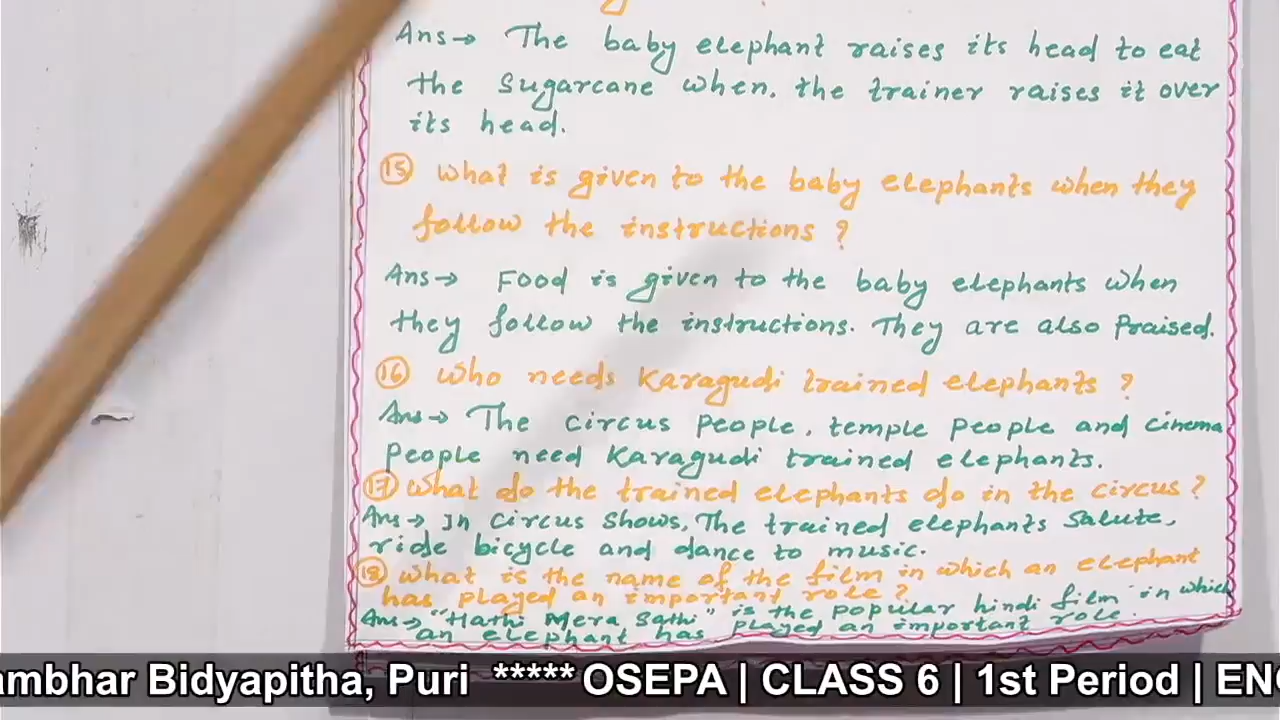 Ans→ The baby elephant raises its head to eat
the sugarcane when. the trainer raises it over
its head.
15 What is given to the baby elephants when they
follow the instructions ?
Ans→ Food is given to the baby elephants when
they follow the instructions. They are also Praised.
16 Who needs Karagudi trained elephants ?
Ans→ The circus people, temple people and cinema
People need Karagudi trained elephants.
17 What do the trained elephants do in the circus ?
Ans→ In circus shows, The trained elephants salute,
ride bicycle and dance to music.
18 What is the name of the film in which an elephant
has played an important role ?
Ans→ "Hathi Mera Sathi" is the popular hindi film in which
an elephant has played an important role.
ambhar Bidyapitha, Puri ***** OSEPA | CLASS 6 | 1st Period | EN